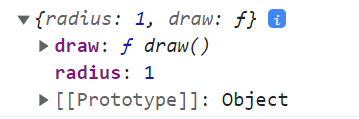 ▼{radius: 1, draw: ƒ} i
▶ draw: ƒ draw()
radius: 1
▶ [[Prototype]]: Object